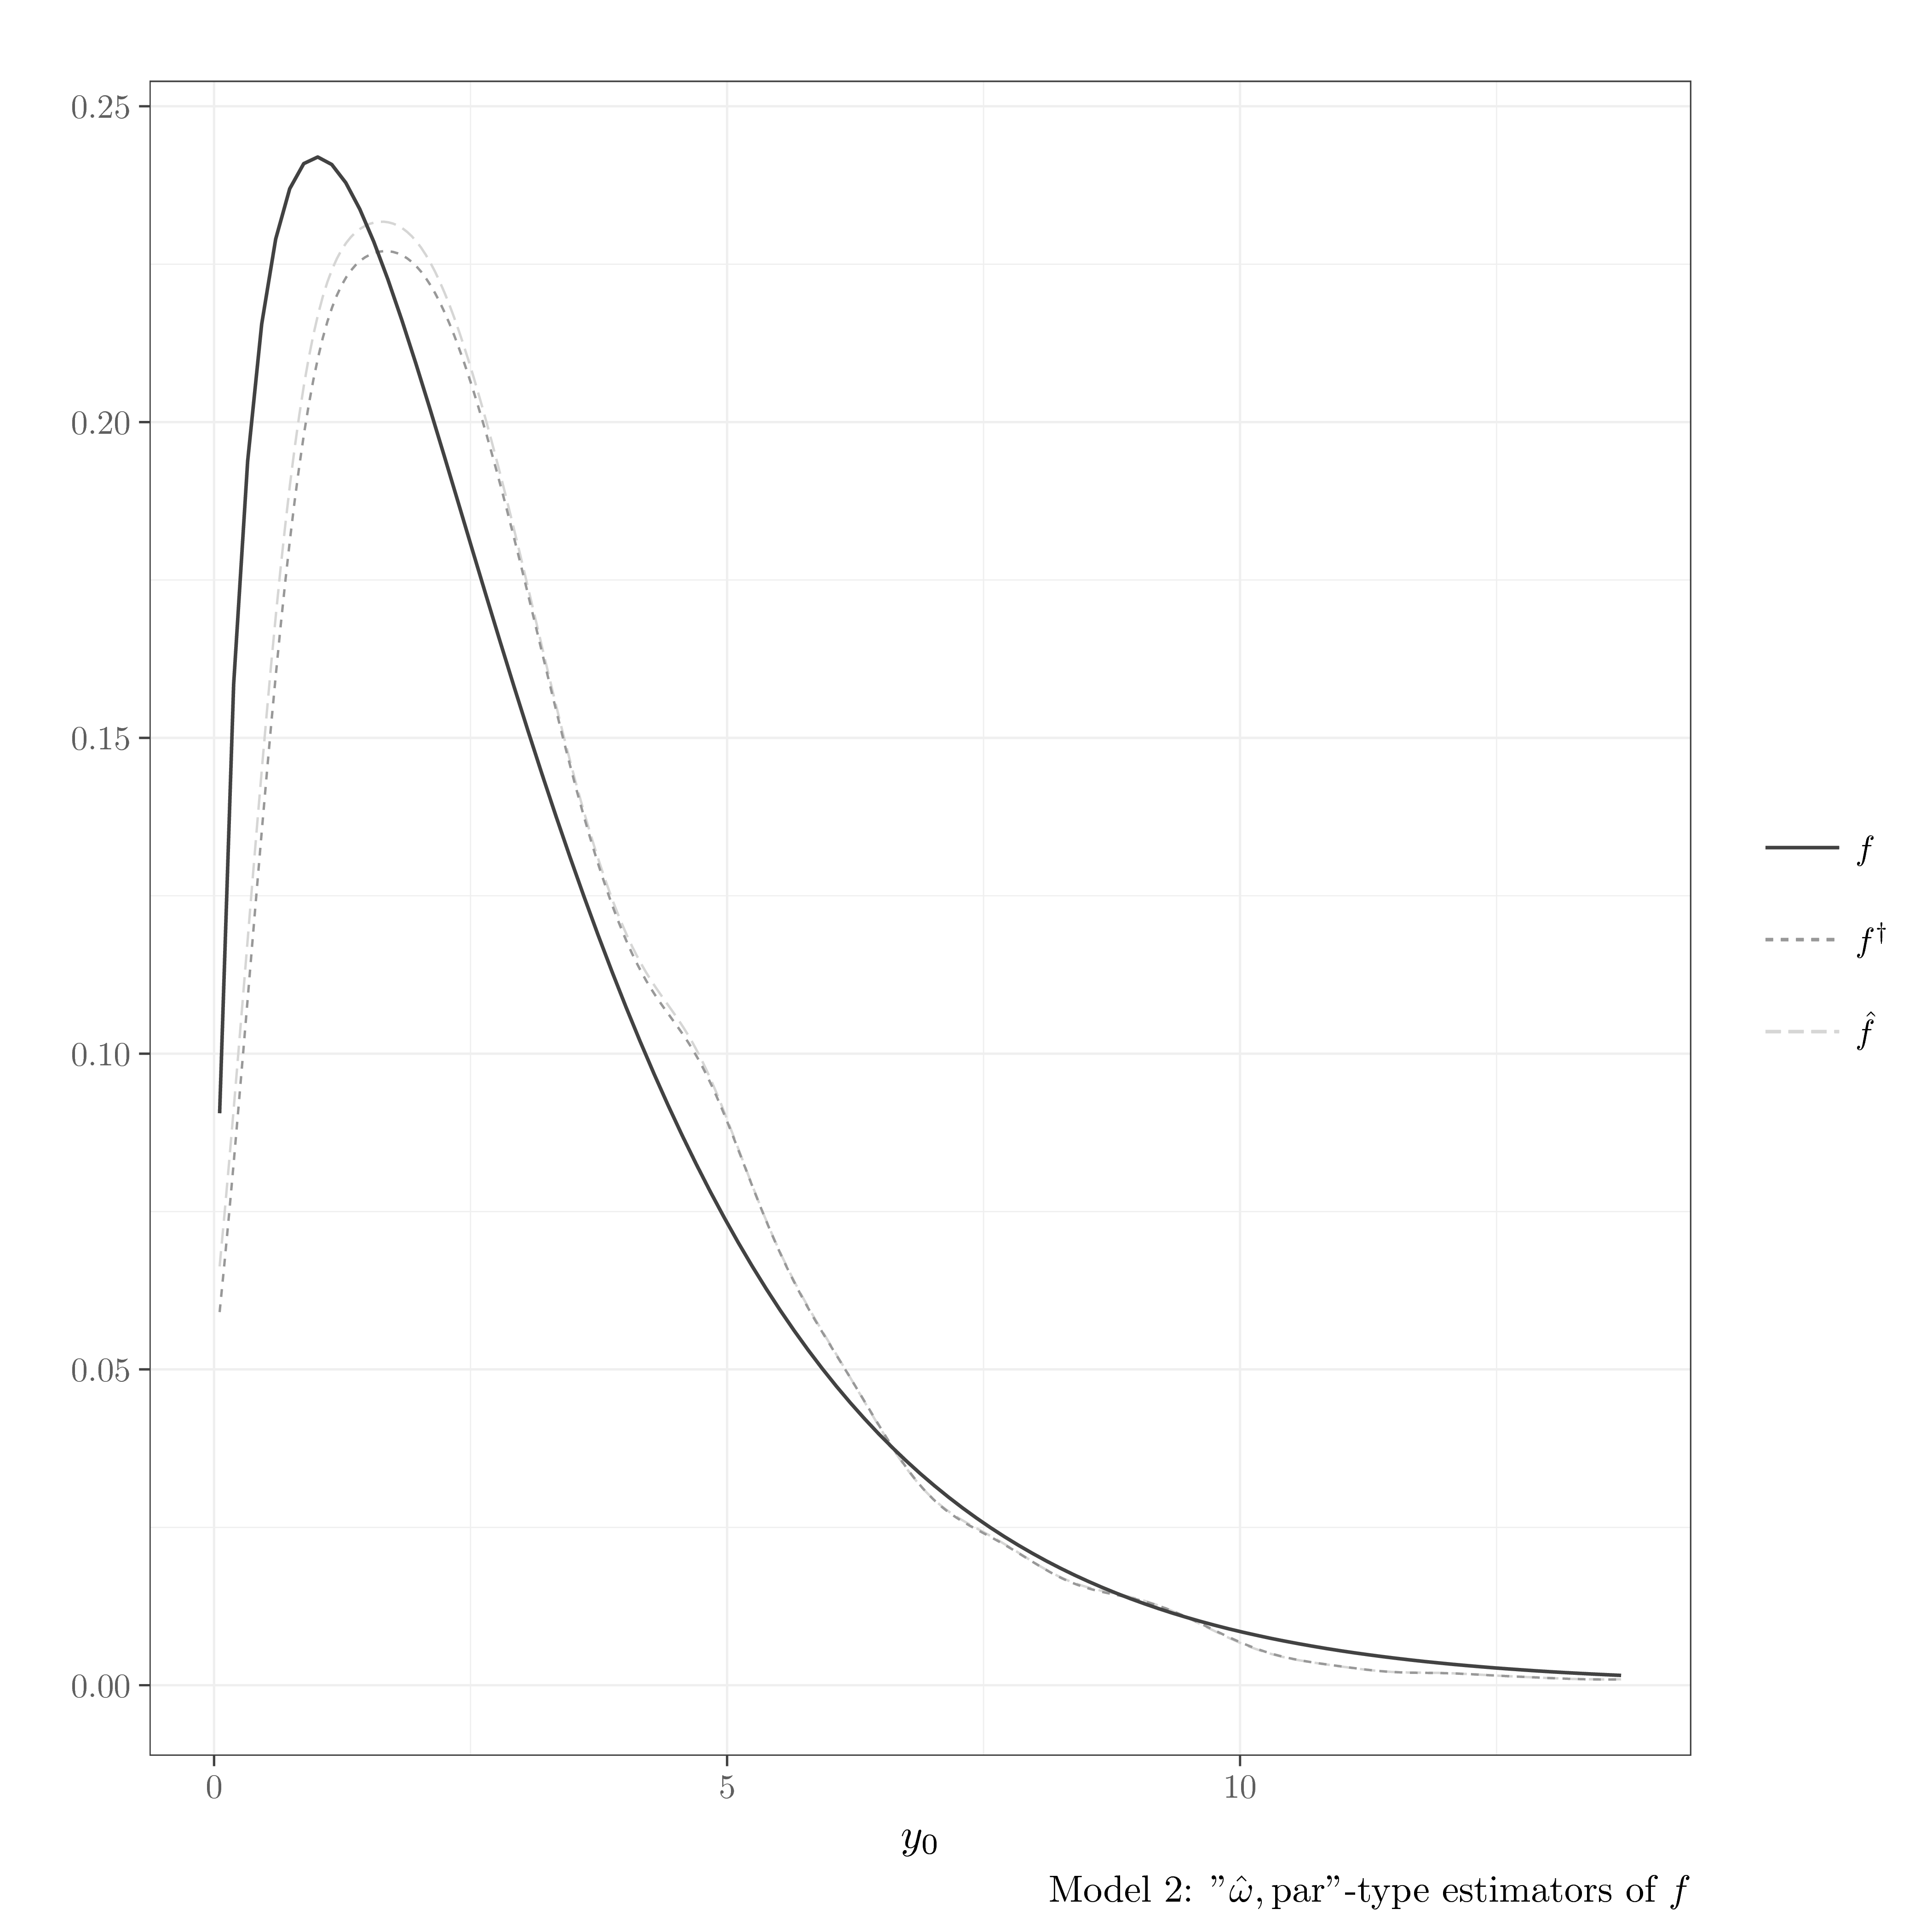 0.25
0.20
0.15
0.10
0.05
0.00
0
5
10
y₀
f
f†
f̂
Model 2: ”ω̂, par”-type estimators of f